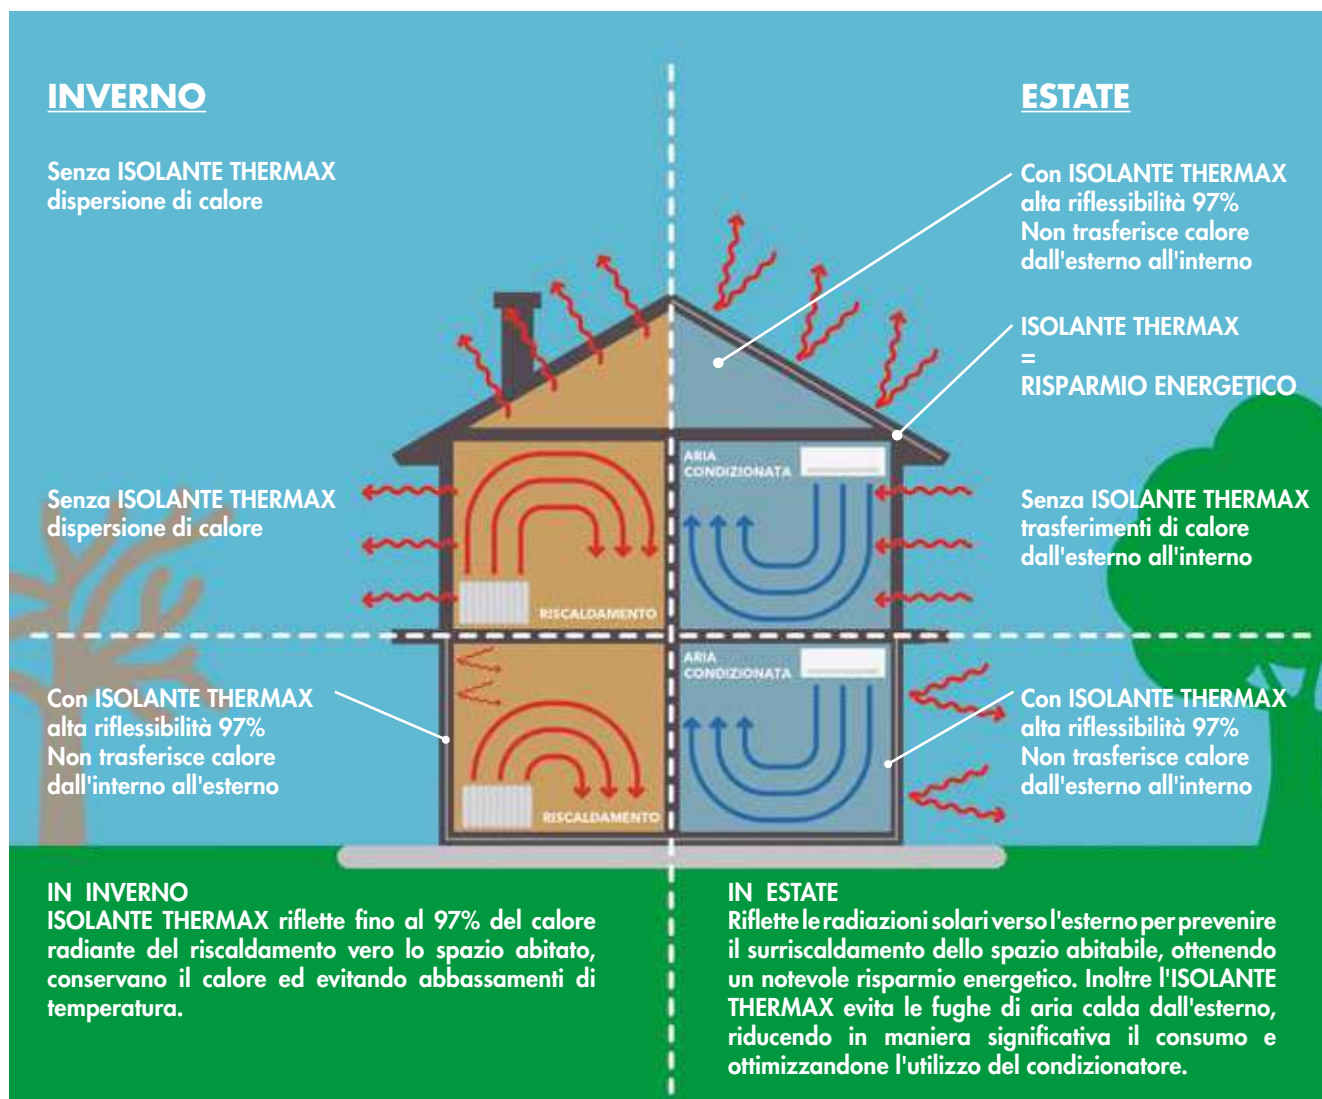 INVERNO
Senza ISOLANTE THERMAX
dispersione di calore
ESTATE
Con ISOLANTE THERMAX
alta riflessibilità 97%
Non trasferisce calore
dall'esterno all'interno
ISOLANTE THERMAX
=
RISPARMIO ENERGETICO
Senza ISOLANTE THERMAX
dispersione di calore
RISCALDAMENTO
ARIA
CONDIZIONATA
Senza ISOLANTE THERMAX
trasferimenti di calore
dall'esterno all'interno
Con ISOLANTE THERMAX
alta riflessibilità 97%
Non trasferisce calore
dall'interno all'esterno
RISCALDAMENTO
ARIA
CONDIZIONATA
Con ISOLANTE THERMAX
alta riflessibilità 97%
Non trasferisce calore
dall'esterno all'interno
IN INVERNO
ISOLANTE THERMAX riflette fino al 97% del calore
radiante del riscaldamento vero lo spazio abitato,
conservano il calore ed evitando abbassamenti di
temperatura.
IN ESTATE
Riflette le radiazioni solari verso l'esterno per prevenire
il surriscaldamento dello spazio abitabile, ottenendo
un notevole risparmio energetico. Inoltre l'ISOLANTE
THERMAX evita le fughe di aria calda dall'esterno,
riducendo in maniera significativa il consumo e
ottimizzandone l'utilizzo del condizionatore.